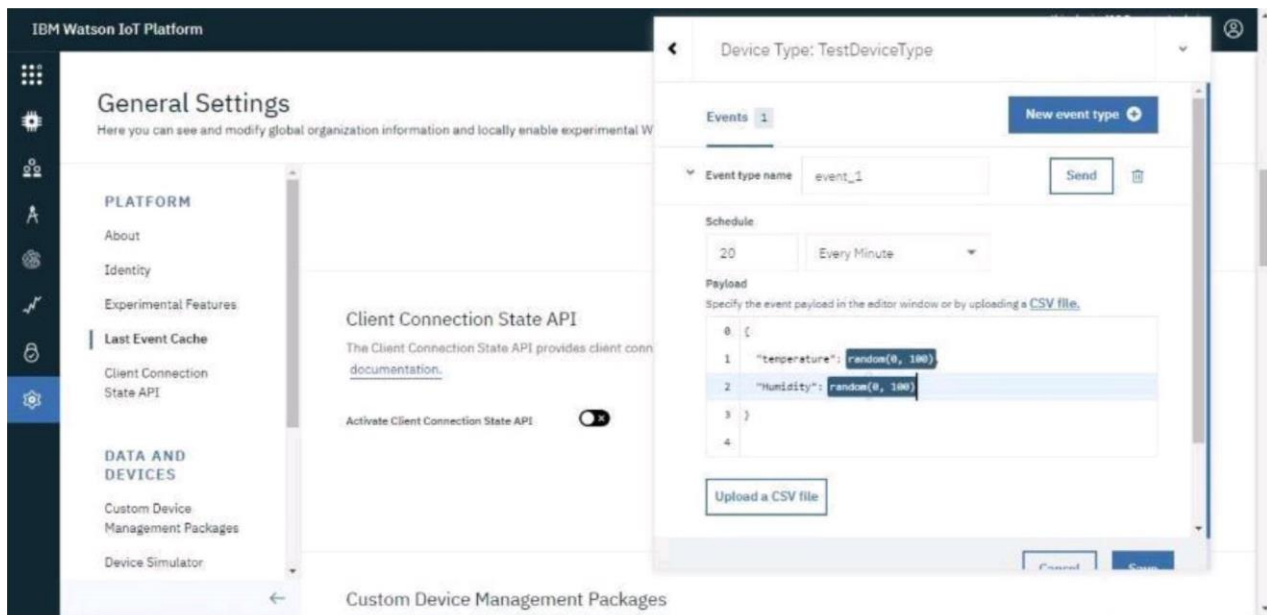 IBM Watson IoT Platform
General Settings
Here you can see and modify global organization information and locally enable experimental W
PLATFORM
About
Identity
Experimental Features
Last Event Cache
Client Connection
State API
DATA AND
DEVICES
Custom Device
Management Packages
Device Simulator
Client Connection State API
The Client Connection State API provides client conn
documentation.
Activate Client Connection State API
Custom Device Management Packages
Device Type: TestDeviceType
Events 1
New event type
Event type name event_1 Send
Schedule
20 Every Minute
Payload
Specify the event payload in the editor window or by uploading a CSV file.
0 {
1 "temperature": random(0, 100),
2 "Humidity": random(0, 100)
3 }
4
Upload a CSV file
Cancel Save